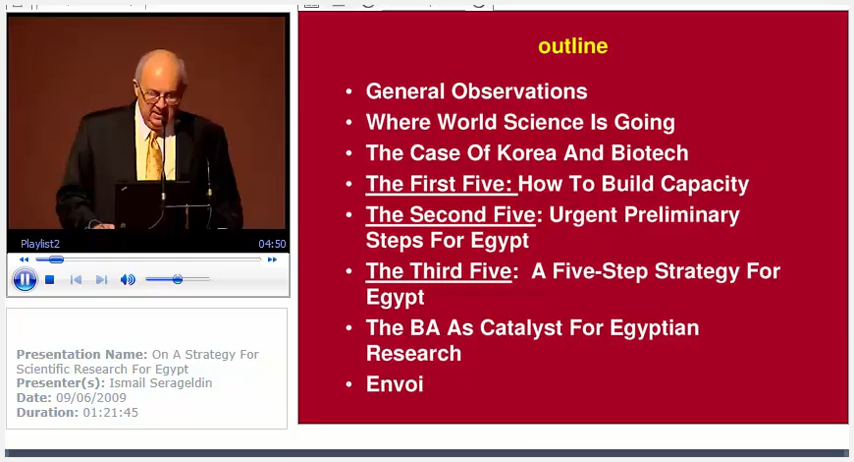 Playlist2 04:50
Presentation Name: On A Strategy For
Scientific Research For Egypt
Presenter(s): Ismail Serageldin
Date: 09/06/2009
Duration: 01:21:45
outline
• General Observations
• Where World Science Is Going
• The Case Of Korea And Biotech
• The First Five: How To Build Capacity
• The Second Five: Urgent Preliminary
Steps For Egypt
• The Third Five: A Five-Step Strategy For
Egypt
• The BA As Catalyst For Egyptian
Research
• Envoi